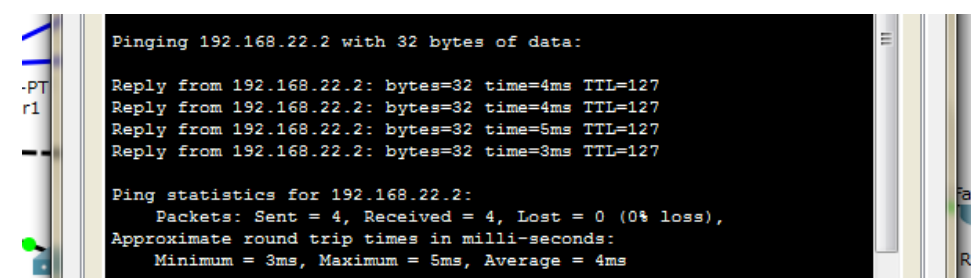 Pinging 192.168.22.2 with 32 bytes of data:
Reply from 192.168.22.2: bytes=32 time=4ms TTL=127
Reply from 192.168.22.2: bytes=32 time=4ms TTL=127
Reply from 192.168.22.2: bytes=32 time=5ms TTL=127
Reply from 192.168.22.2: bytes=32 time=3ms TTL=127
Ping statistics for 192.168.22.2:
Packets: Sent = 4, Received = 4, Lost = 0 (0% loss),
Approximate round trip times in milli-seconds:
Minimum = 3ms, Maximum = 5ms, Average = 4ms
-PT
r1
Fa
R